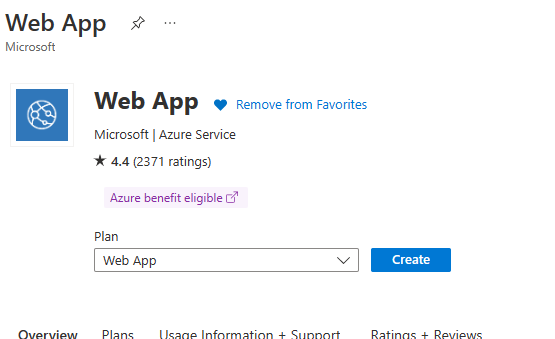 Web App
Microsoft
Web App
Remove from Favorites
Microsoft | Azure Service
4.4 (2371 ratings)
Azure benefit eligible
Plan
Web App
Create
Overview Plans Usage Information + Support Ratings + Reviews